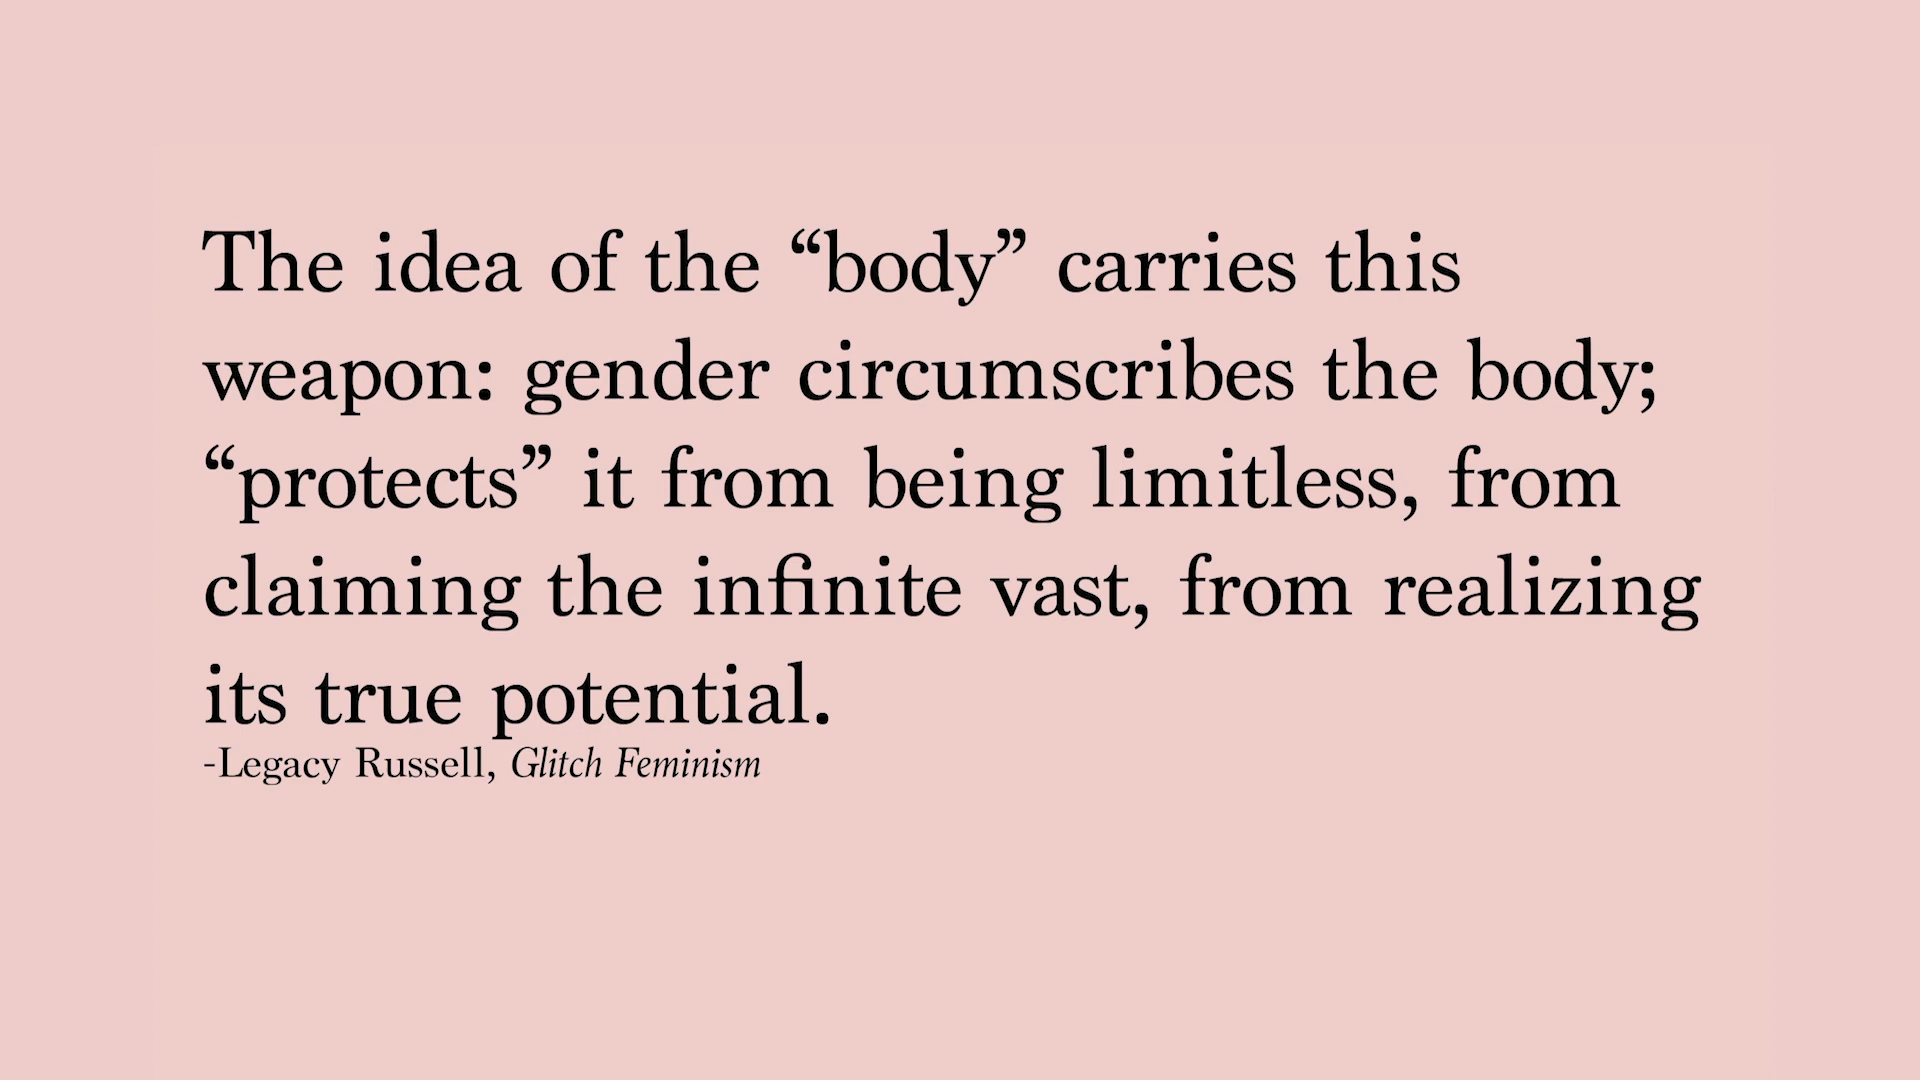 The idea of the “body” carries this
weapon: gender circumscribes the body;
“protects” it from being limitless, from
claiming the infinite vast, from realizing
its true potential.
-Legacy Russell, Glitch Feminism